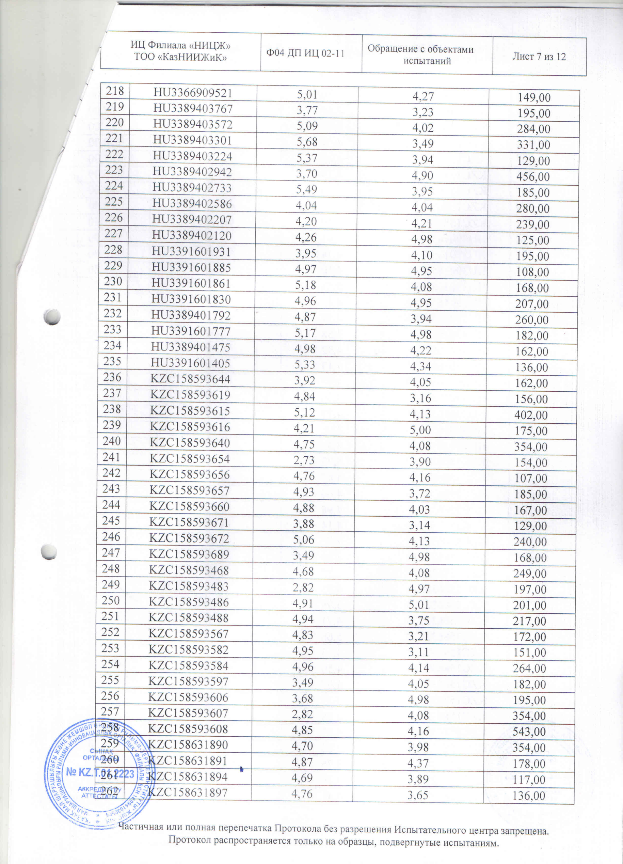 ИЦ Филиала «НИЦЖ»
ТОО «КазНИИЖиК»
Ф04 ДП ИЦ 02-11
Обращение с объектами
испытаний
Лист 7 из 12
218 HU3366909521 5,01 4,27 149,00
219 HU3389403767 3,77 3,23 195,00
220 HU3389403572 5,09 4,02 284,00
221 HU3389403301 5,68 3,49 331,00
222 HU3389403224 5,37 3,94 129,00
223 HU3389402942 3,70 4,90 456,00
224 HU3389402733 5,49 3,95 185,00
225 HU3389402586 4,04 4,04 280,00
226 HU3389402207 4,20 4,21 239,00
227 HU3389402120 4,26 4,98 125,00
228 HU3391601931 3,95 4,10 195,00
229 HU3391601885 4,97 4,95 108,00
230 HU3391601861 5,18 4,08 168,00
231 HU3391601830 4,96 4,95 207,00
232 HU3389401792 4,87 3,94 260,00
233 HU3391601777 5,17 4,98 182,00
234 HU3389401475 4,98 4,22 162,00
235 HU3391601405 5,33 4,34 136,00
236 KZC158593644 3,92 4,05 162,00
237 KZC158593619 4,84 3,16 156,00
238 KZC158593615 5,12 4,13 402,00
239 KZC158593616 4,21 5,00 175,00
240 KZC158593640 4,75 4,08 354,00
241 KZC158593654 2,73 3,90 154,00
242 KZC158593656 4,76 4,16 107,00
243 KZC158593657 4,93 3,72 185,00
244 KZC158593660 4,88 4,03 167,00
245 KZC158593671 3,88 3,14 129,00
246 KZC158593672 5,06 4,13 240,00
247 KZC158593689 3,49 4,98 168,00
248 KZC158593468 4,68 4,08 249,00
249 KZC158593483 2,82 4,97 197,00
250 KZC158593486 4,91 5,01 201,00
251 KZC158593488 4,94 3,75 217,00
252 KZC158593567 4,83 3,21 172,00
253 KZC158593582 4,95 3,11 151,00
254 KZC158593584 4,96 4,14 264,00
255 KZC158593597 3,49 4,05 182,00
256 KZC158593606 3,68 4,98 195,00
257 KZC158593607 2,82 4,08 354,00
258 KZC158593608 4,85 4,16 543,00
259 KZC158631890 4,70 3,98 354,00
260 KZC158631891 4,87 4,37 178,00
261 KZC158631894 4,69 3,89 117,00
262 KZC158631897 4,76 3,65 136,00
Частичная или полная перепечатка Протокола без разрешения Испытательного центра запрещена.
Протокол распространяется только на образцы, подвергнутые испытаниям.